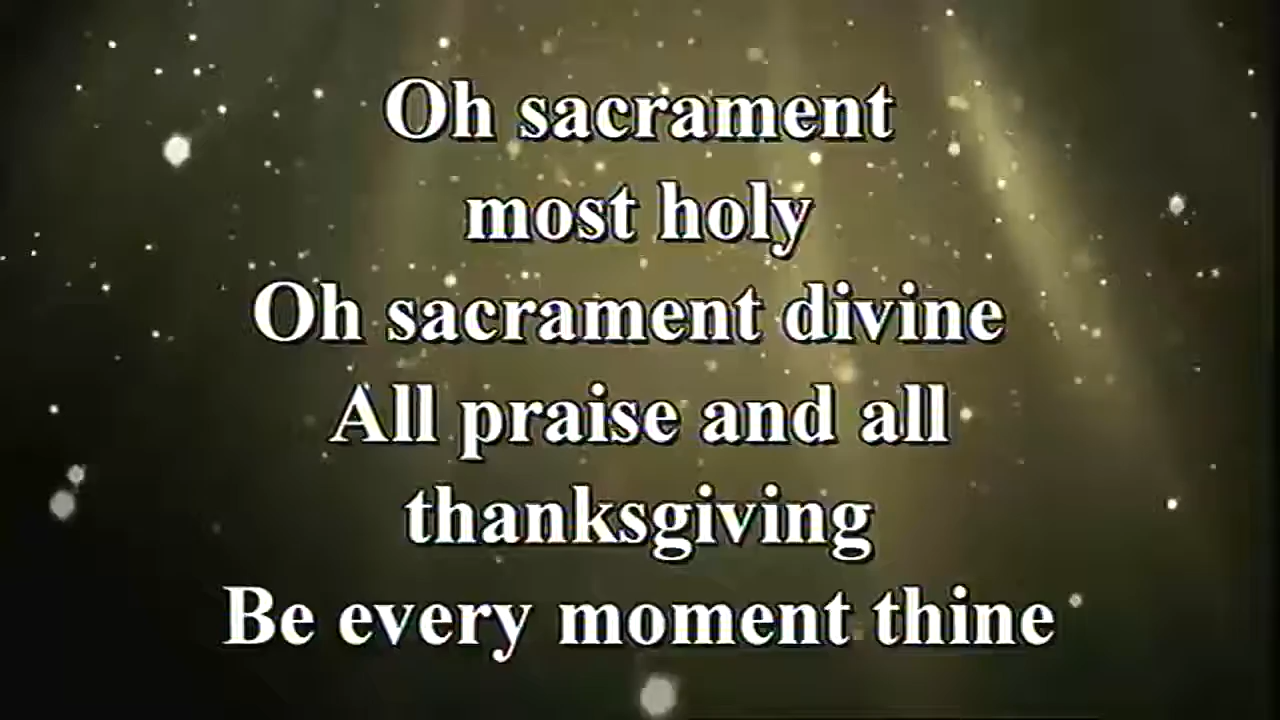 Oh sacrament
most holy
Oh sacrament divine
All praise and all
thanksgiving
Be every moment thine